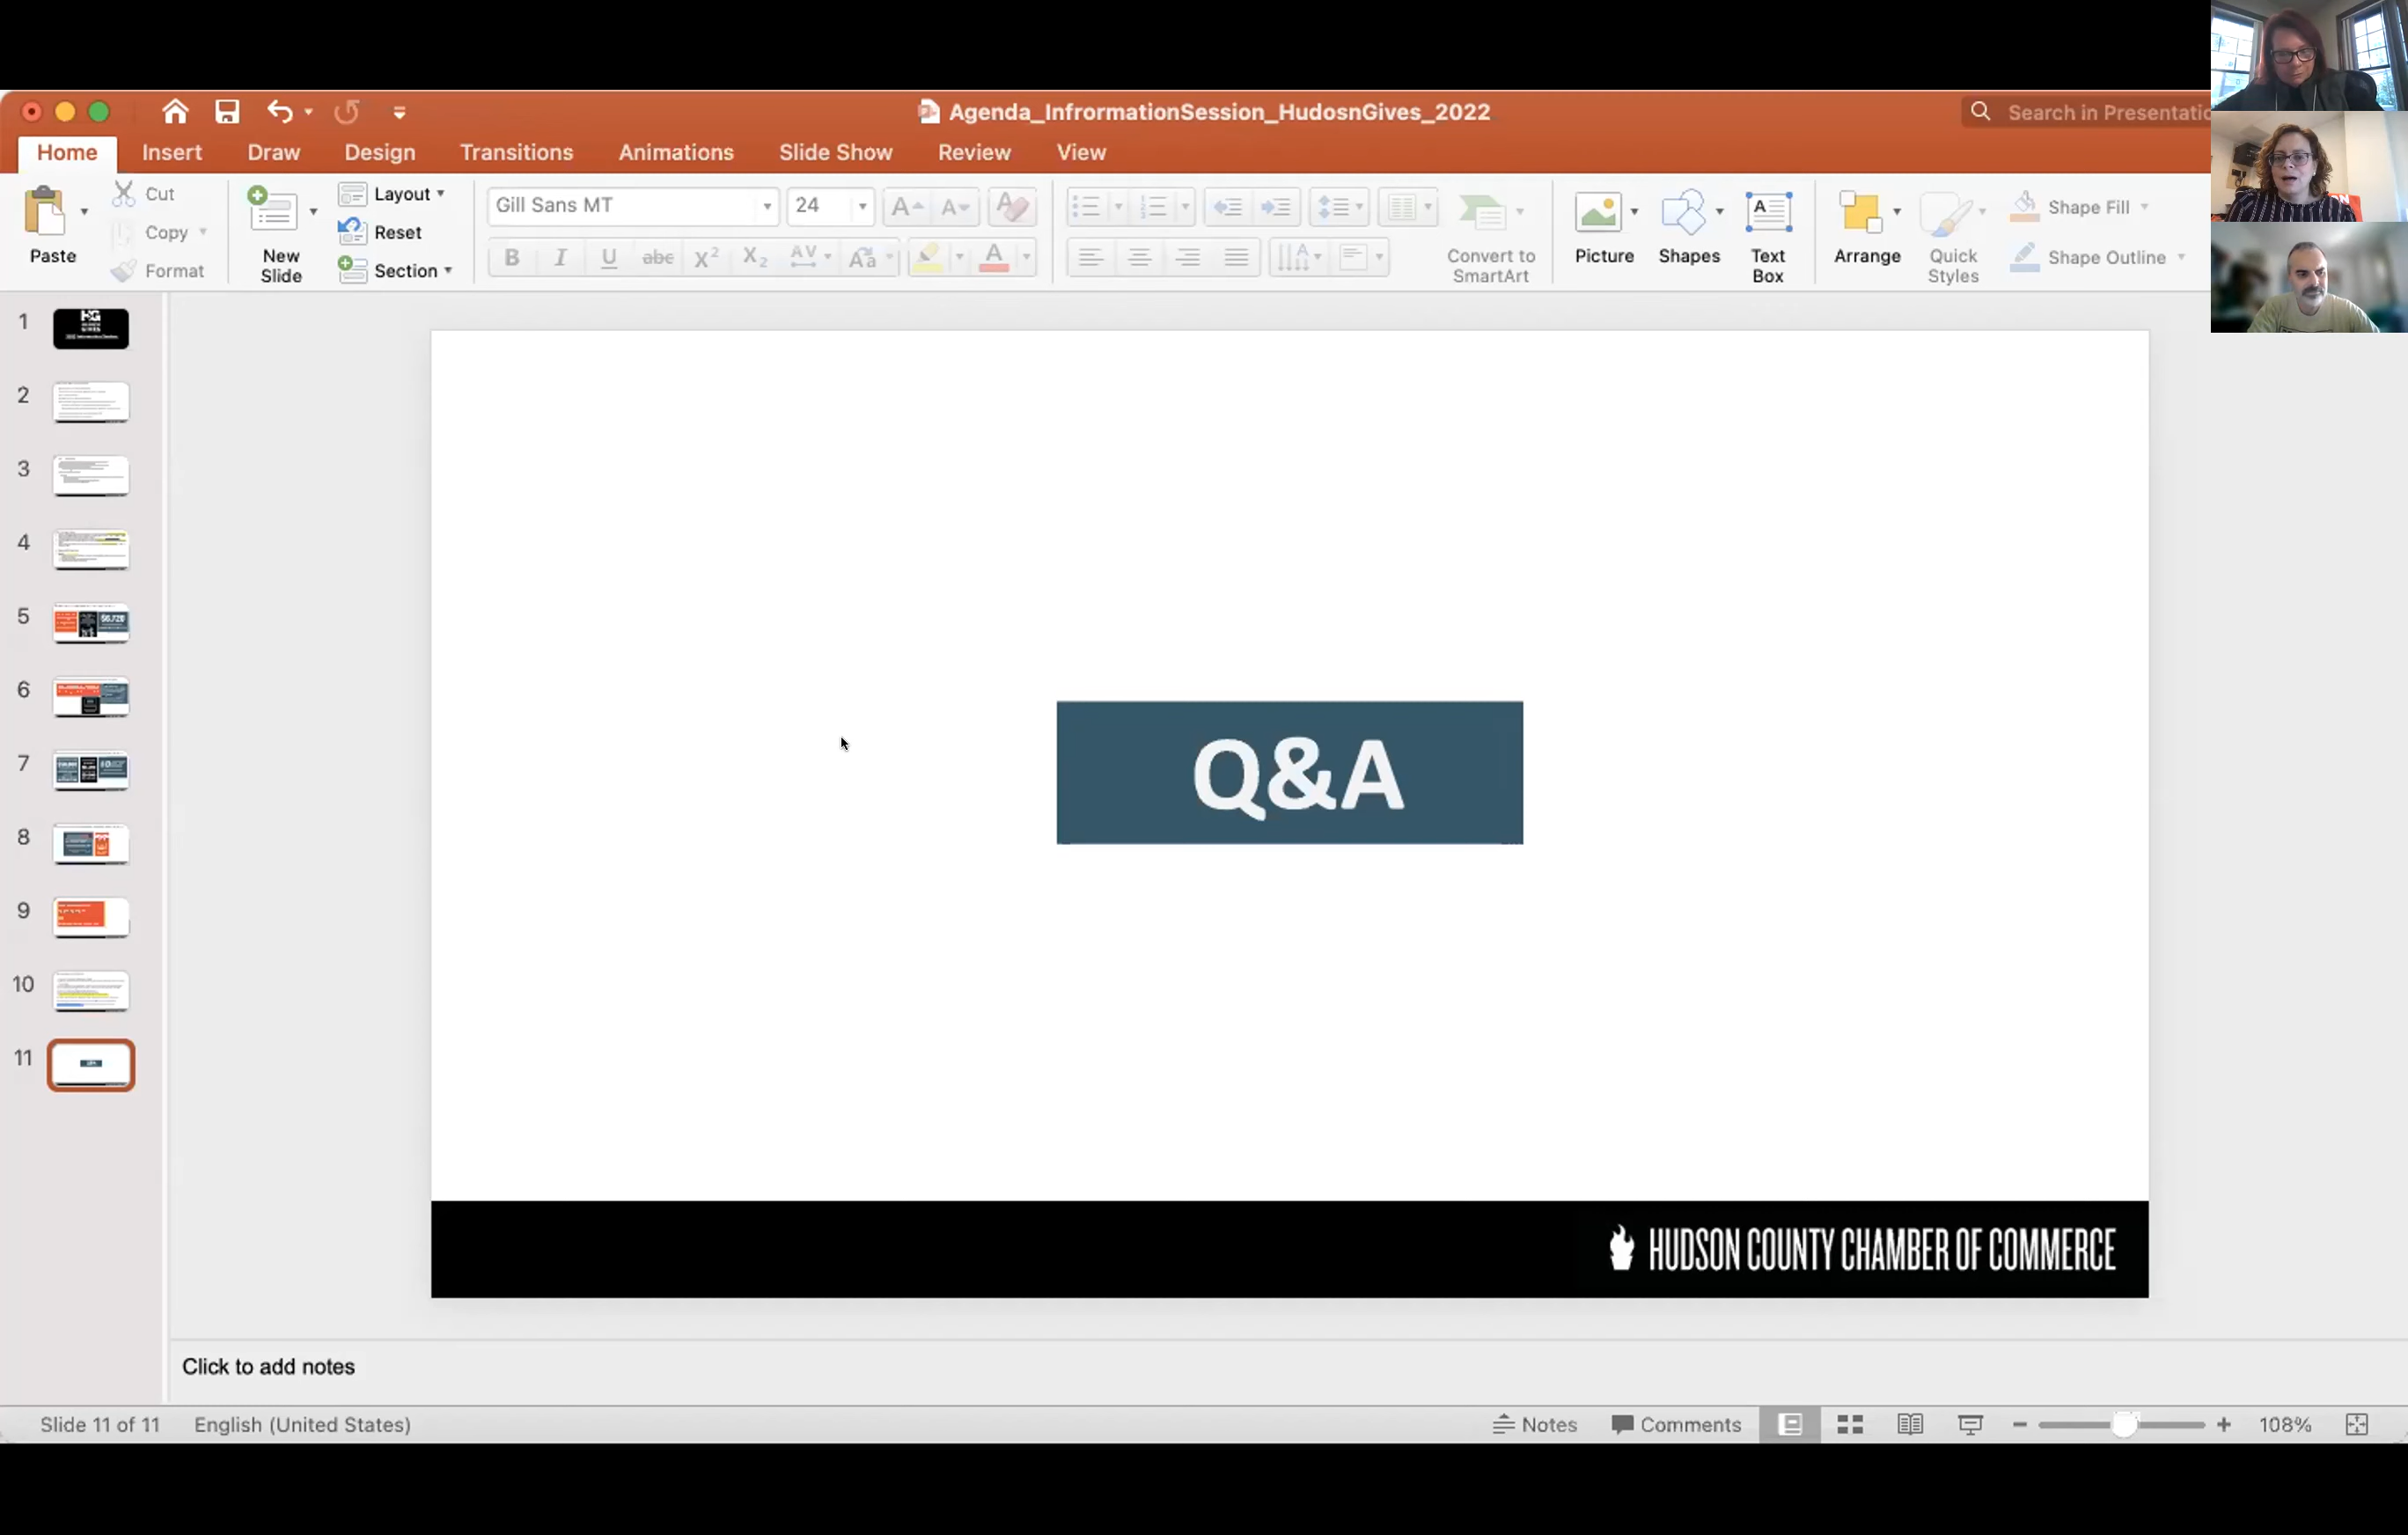 Agenda_InfrormationSession_HudosnGives_2022
Search in Presentatio
Home Insert Draw Design Transitions Animations Slide Show Review View
Paste
Cut
Copy
Format
New Slide
Layout
Reset
Section
Gill Sans MT 24
Convert to SmartArt
Picture
Shapes
Text Box
Arrange
Quick Styles
Shape Fill
Shape Outline
1
HG
2
3
4
5
6
7
8
9
10
11
Q&A
HUDSON COUNTY CHAMBER OF COMMERCE
Click to add notes
Slide 11 of 11 English (United States) Notes Comments 108%